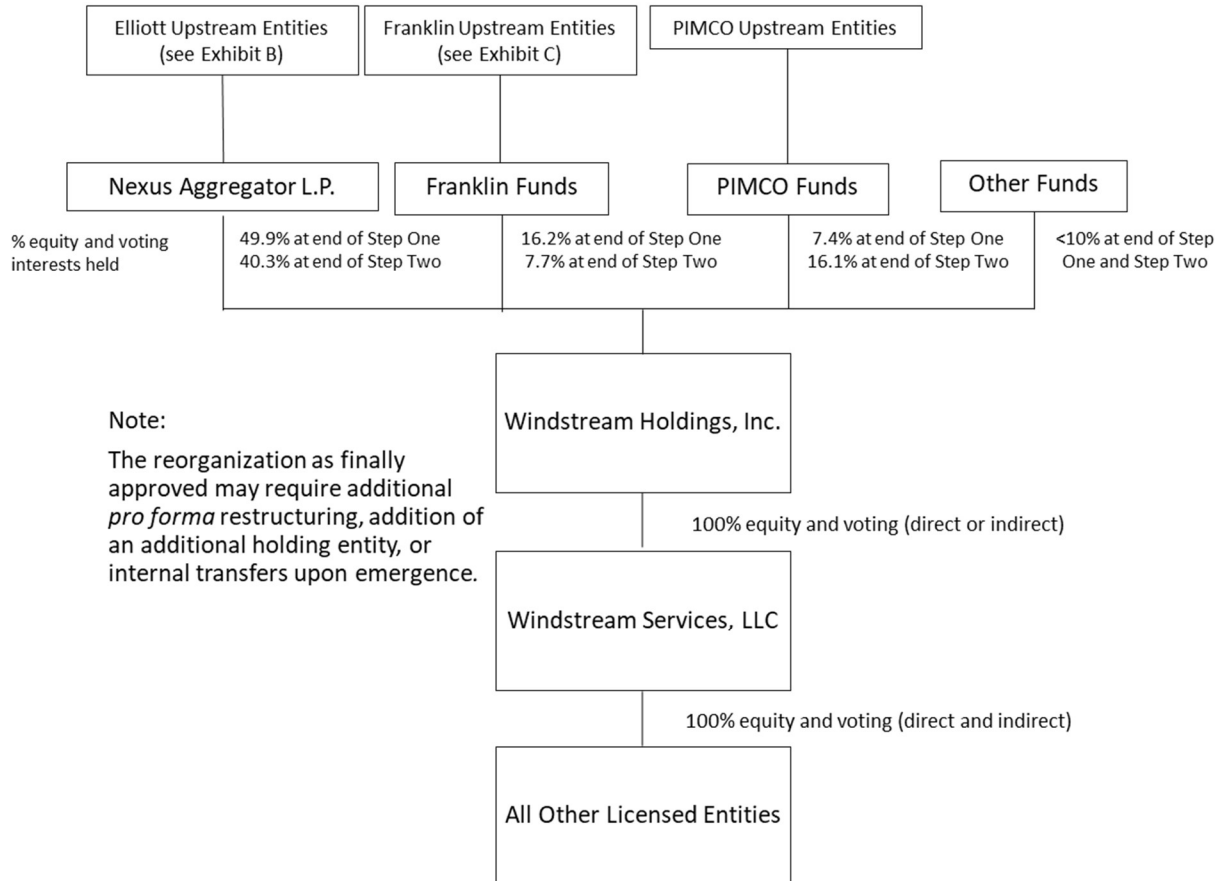 Elliott Upstream Entities
(see Exhibit B)
Franklin Upstream Entities
(see Exhibit C)
PIMCO Upstream Entities
Nexus Aggregator L.P.
Franklin Funds
PIMCO Funds
Other Funds
% equity and voting
interests held
49.9% at end of Step One
40.3% at end of Step Two
16.2% at end of Step One
7.7% at end of Step Two
7.4% at end of Step One
16.1% at end of Step Two
<10% at end of Step
One and Step Two
Windstream Holdings, Inc.
Note:
The reorganization as finally
approved may require additional
pro forma restructuring, addition of
an additional holding entity, or
internal transfers upon emergence.
100% equity and voting (direct or indirect)
Windstream Services, LLC
100% equity and voting (direct and indirect)
All Other Licensed Entities